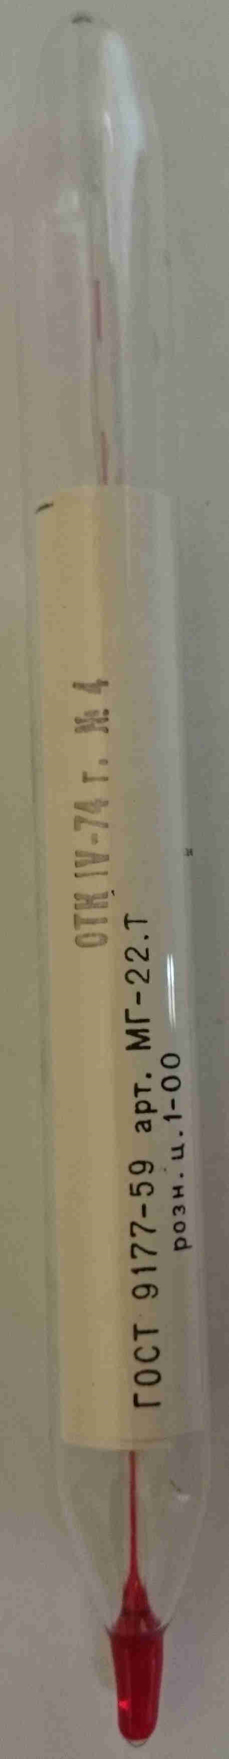 ОТК IV-74 г. № 4
ГОСТ 9177-59 арт. МГ-22.Т
розн. ц. 1-00